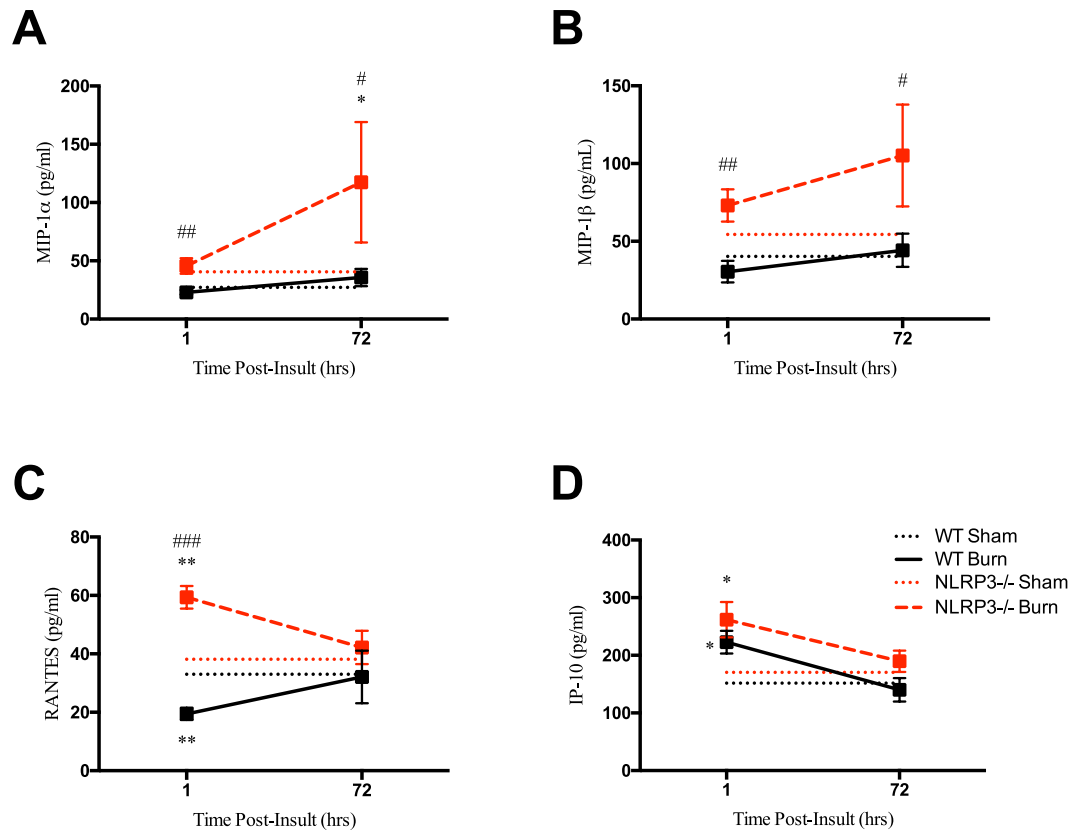 A
MIP-1α (pg/ml)
200
150
100
50
0
##
#
*
1
72
Time Post-Insult (hrs)
B
MIP-1β (pg/mL)
150
100
50
0
##
#
1
72
Time Post-Insult (hrs)
C
RANTES (pg/ml)
80
60
40
20
0
###
**
**
1
72
Time Post-Insult (hrs)
D
IP-10 (pg/ml)
400
300
200
100
0
*
*
1
72
Time Post-Insult (hrs)
WT Sham
WT Burn
NLRP3-/- Sham
NLRP3-/- Burn